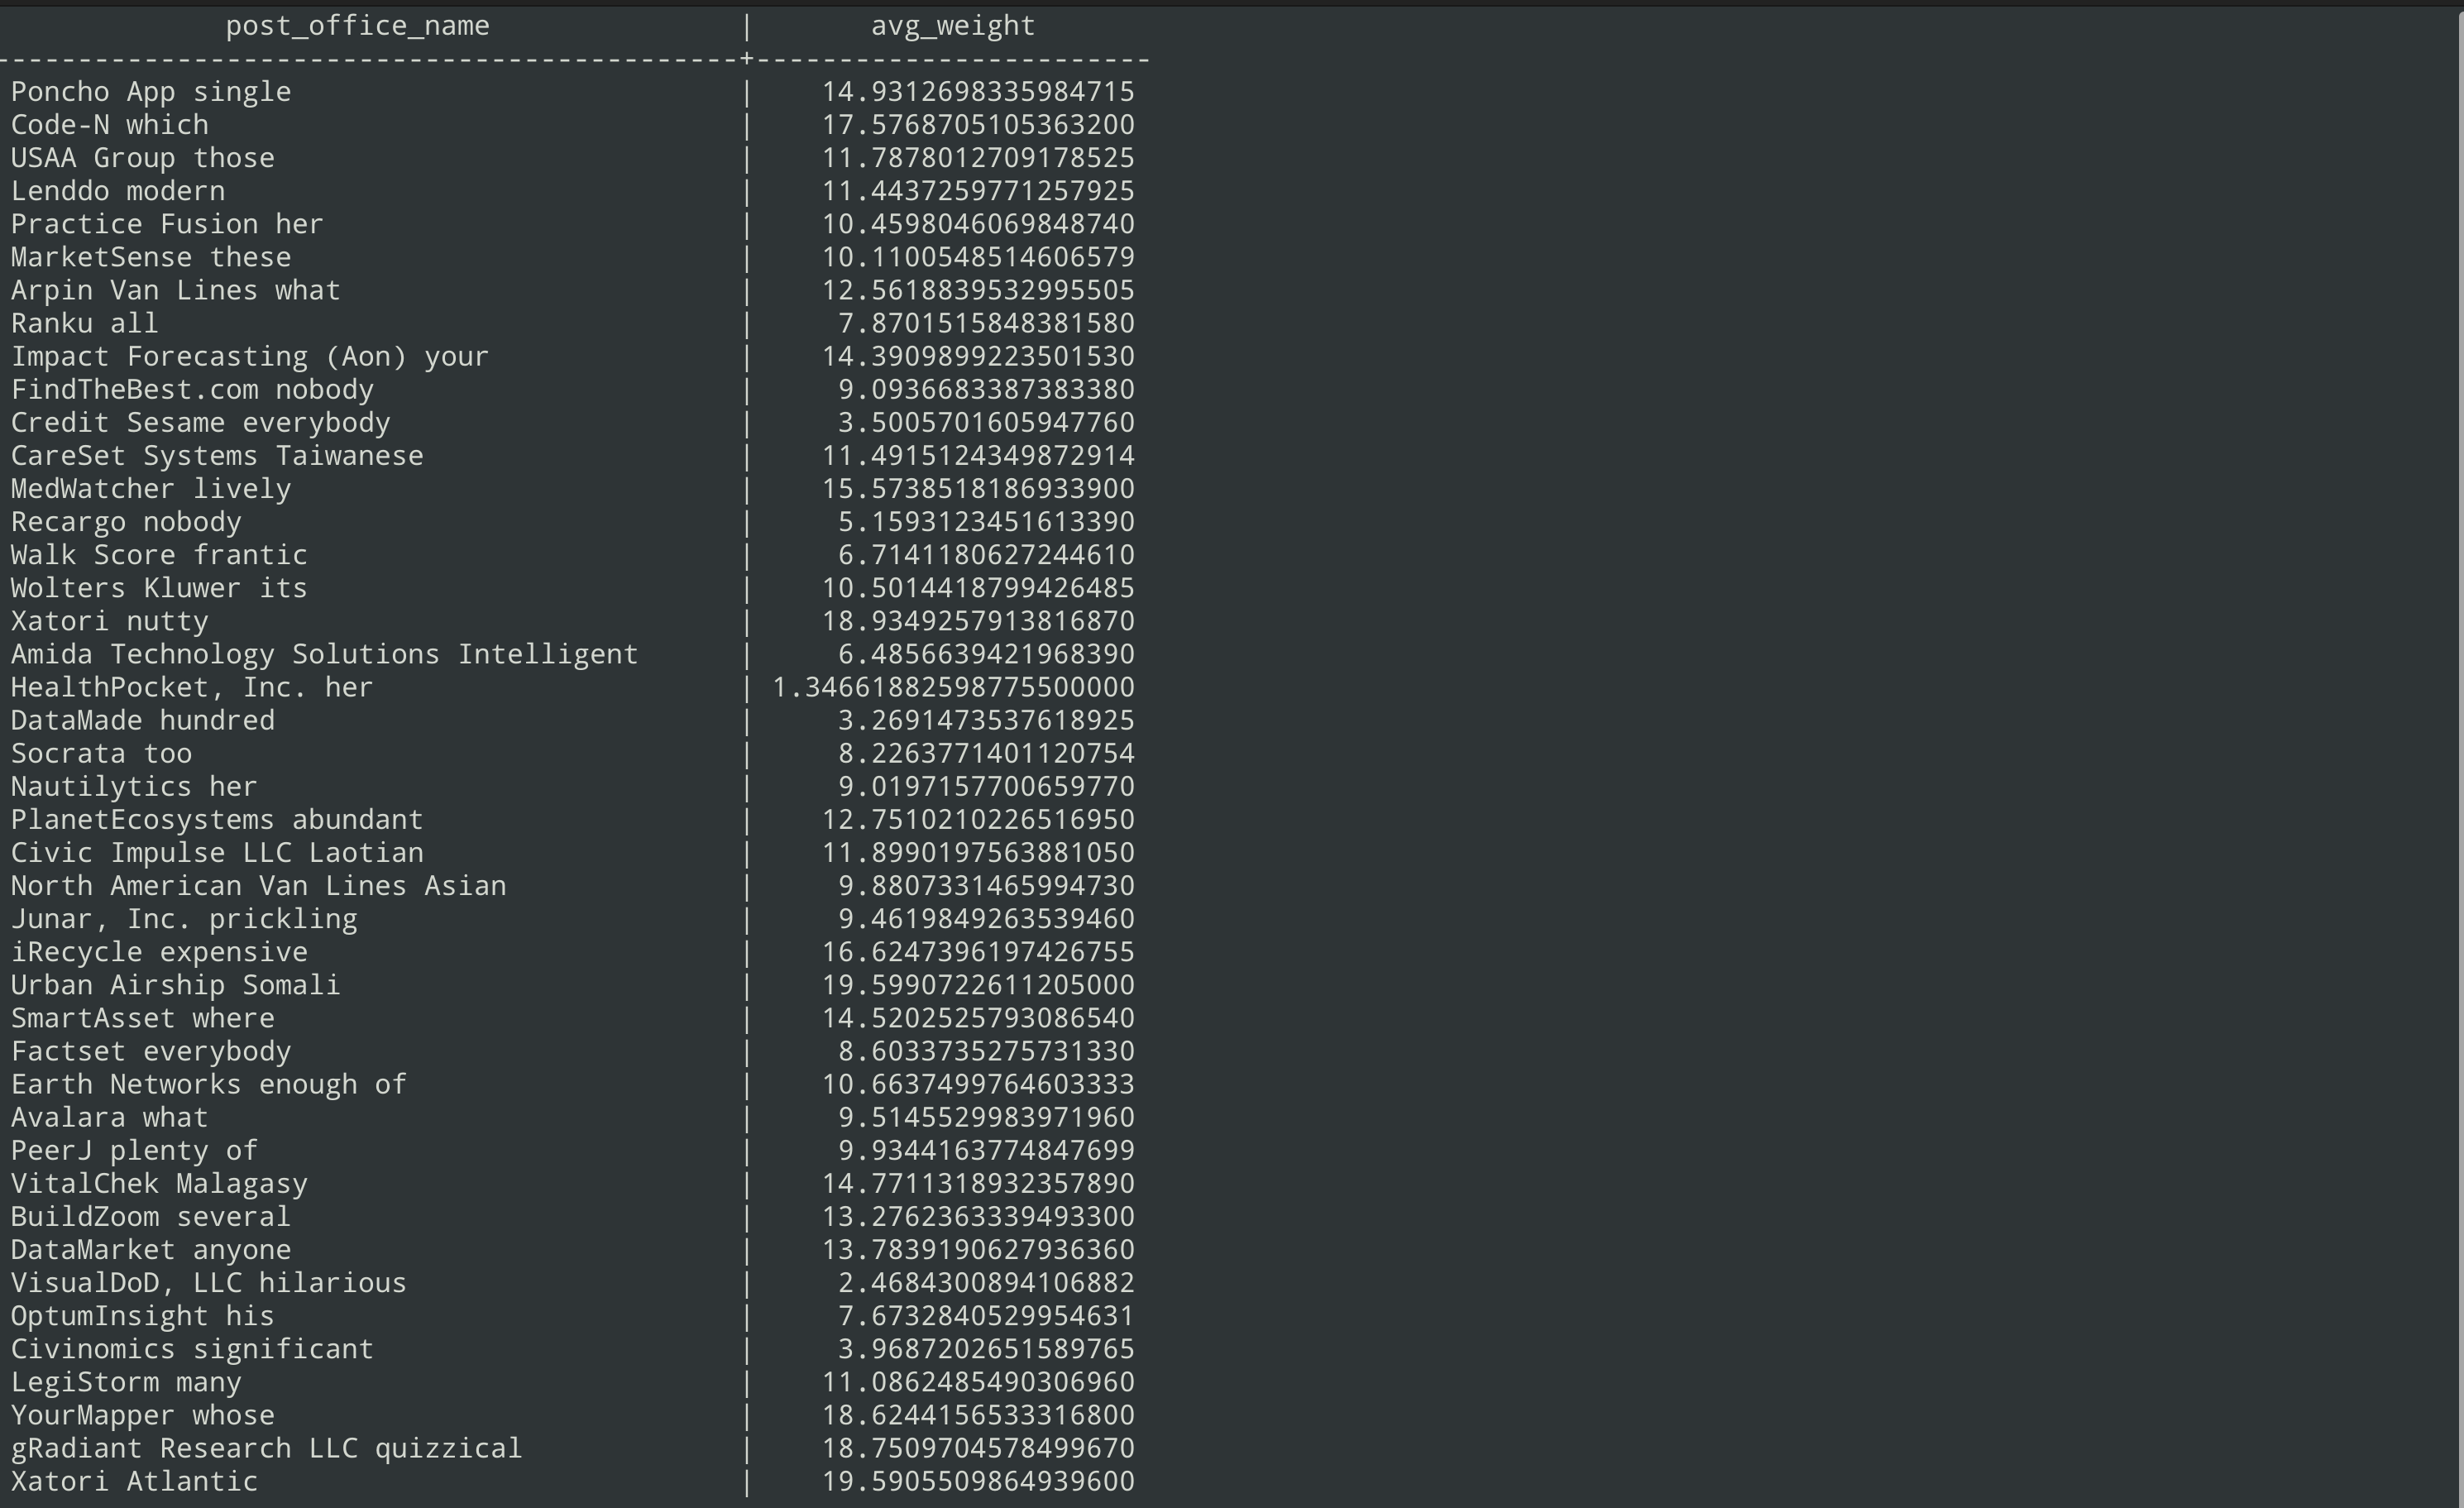 post_office_name | avg_weight
---------------------------------------------+------------------------
Poncho App single | 14.9312698335984715
Code-N which | 17.5768705105363200
USAA Group those | 11.7878012709178525
Lenddo modern | 11.4437259771257925
Practice Fusion her | 10.4598046069848740
MarketSense these | 10.1100548514606579
Arpin Van Lines what | 12.5618839532995505
Ranku all | 7.8701515848381580
Impact Forecasting (Aon) your | 14.3909899223501530
FindTheBest.com nobody | 9.0936683387383380
Credit Sesame everybody | 3.5005701605947760
CareSet Systems Taiwanese | 11.4915124349872914
MedWatcher lively | 15.5738518186933900
Recargo nobody | 5.1593123451613390
Walk Score frantic | 6.7141180627244610
Wolters Kluwer its | 10.5014418799426485
Xatori nutty | 18.9349257913816870
Amida Technology Solutions Intelligent | 6.4856639421968390
HealthPocket, Inc. her | 1.34661882598775500000
DataMade hundred | 3.2691473537618925
Socrata too | 8.2263771401120754
Nautilytics her | 9.0197157700659770
PlanetEcosystems abundant | 12.7510210226516950
Civic Impulse LLC Laotian | 11.8990197563881050
North American Van Lines Asian | 9.8807331465994730
Junar, Inc. prickling | 9.4619849263539460
iRecycle expensive | 16.6247396197426755
Urban Airship Somali | 19.5990722611205000
SmartAsset where | 14.5202525793086540
Factset everybody | 8.6033735275731330
Earth Networks enough of | 10.6637499764603333
Avalara what | 9.5145529983971960
PeerJ plenty of | 9.9344163774847699
VitalChek Malagasy | 14.7711318932357890
BuildZoom several | 13.2762363339493300
DataMarket anyone | 13.7839190627936360
VisualDoD, LLC hilarious | 2.4684300894106882
OptumInsight his | 7.6732840529954631
Civinomics significant | 3.9687202651589765
LegiStorm many | 11.0862485490306960
YourMapper whose | 18.6244156533316800
gRadiant Research LLC quizzical | 18.7509704578499670
Xatori Atlantic | 19.5905509864939600